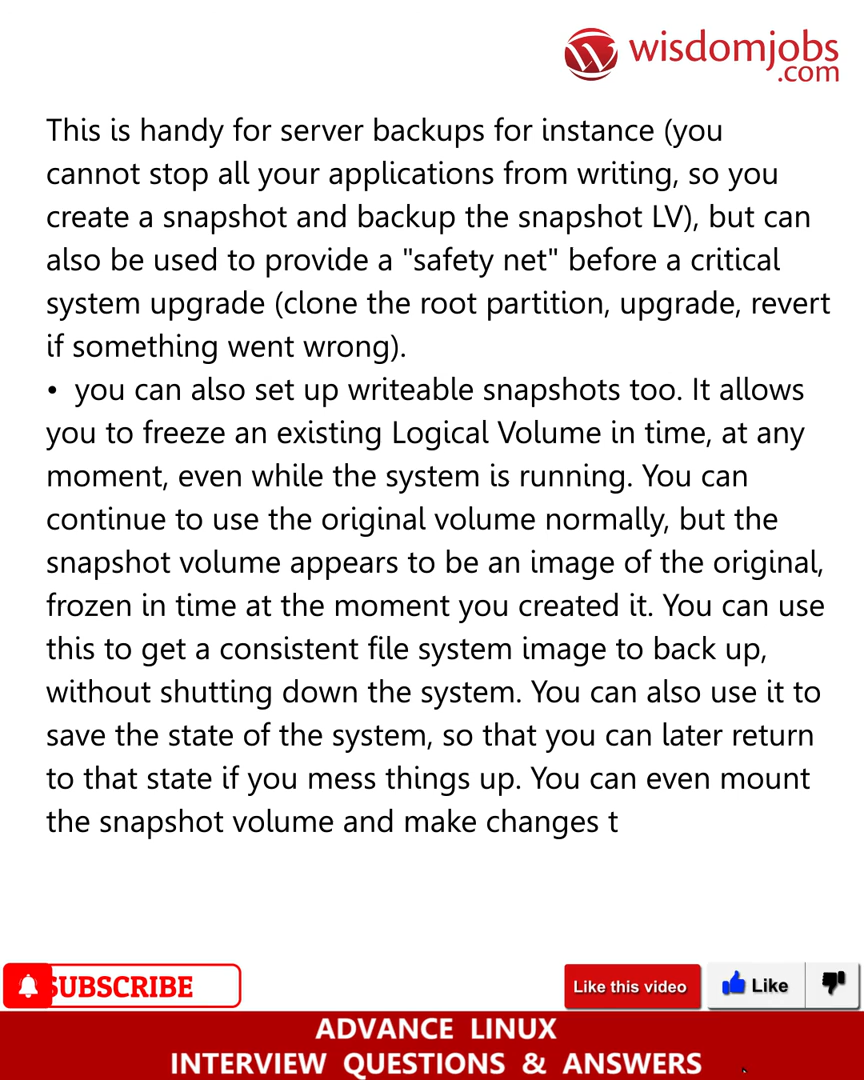 wisdomjobs
.com
This is handy for server backups for instance (you
cannot stop all your applications from writing, so you
create a snapshot and backup the snapshot LV), but can
also be used to provide a "safety net" before a critical
system upgrade (clone the root partition, upgrade, revert
if something went wrong).
• you can also set up writeable snapshots too. It allows
you to freeze an existing Logical Volume in time, at any
moment, even while the system is running. You can
continue to use the original volume normally, but the
snapshot volume appears to be an image of the original,
frozen in time at the moment you created it. You can use
this to get a consistent file system image to back up,
without shutting down the system. You can also use it to
save the state of the system, so that you can later return
to that state if you mess things up. You can even mount
the snapshot volume and make changes t
SUBSCRIBE
Like this video
Like
ADVANCE LINUX
INTERVIEW QUESTIONS & ANSWERS